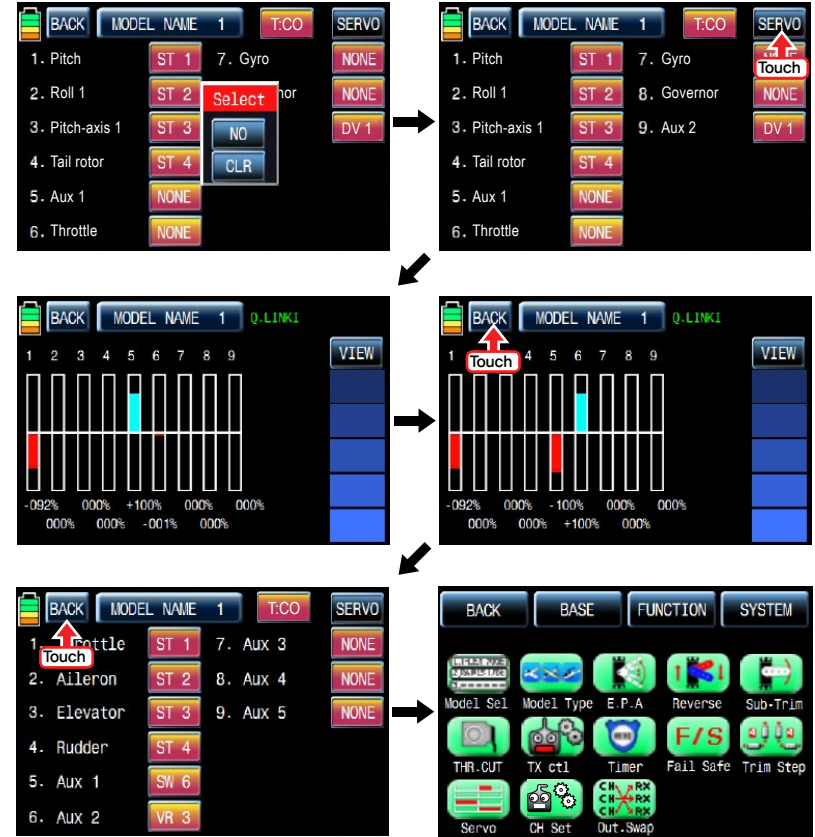 BACK MODEL NAME 1 T:CO SERVO
1. Pitch ST 1 7. Gyro NONE
2. Roll 1 ST 2 nor NONE
3. Pitch-axis 1 ST 3 DV 1
4. Tail rotor ST 4
5. Aux 1 NONE
6. Throttle NONE
Select
NO
CLR
BACK MODEL NAME 1 T:CO SERVO
1. Pitch ST 1 7. Gyro
Touch
2. Roll 1 ST 2 8. Governor NONE
3. Pitch-axis 1 ST 3 9. Aux 2 DV 1
4. Tail rotor ST 4
5. Aux 1 NONE
6. Throttle NONE
BACK MODEL NAME 1 Q.LINKI
VIEW
1 2 3 4 5 6 7 8 9
-092% 000% +100% 000% 000%
000% 000% -001% 000%
BACK MODEL NAME 1 Q.LINKI
Touch
VIEW
1 4 5 6 7 8 9
-092% 000% -100% 000% 000%
000% 000% +100% 000%
BACK MODEL NAME 1 T:CO SERVO
Touch
1. rottle ST 1 7. Aux 3 NONE
2. Aileron ST 2 8. Aux 4 NONE
3. Elevator ST 3 9. Aux 5 NONE
4. Rudder ST 4
5. Aux 1 SW 6
6. Aux 2 VR 3
BACK BASE FUNCTION SYSTEM
Model Sel Model Type E.P.A Reverse Sub-Trim
F/S
THR.CUT TX ctl Timer Fail Safe Trim Step
CH RX
CH RX
CH RX
Servo CH Set Out.Swap